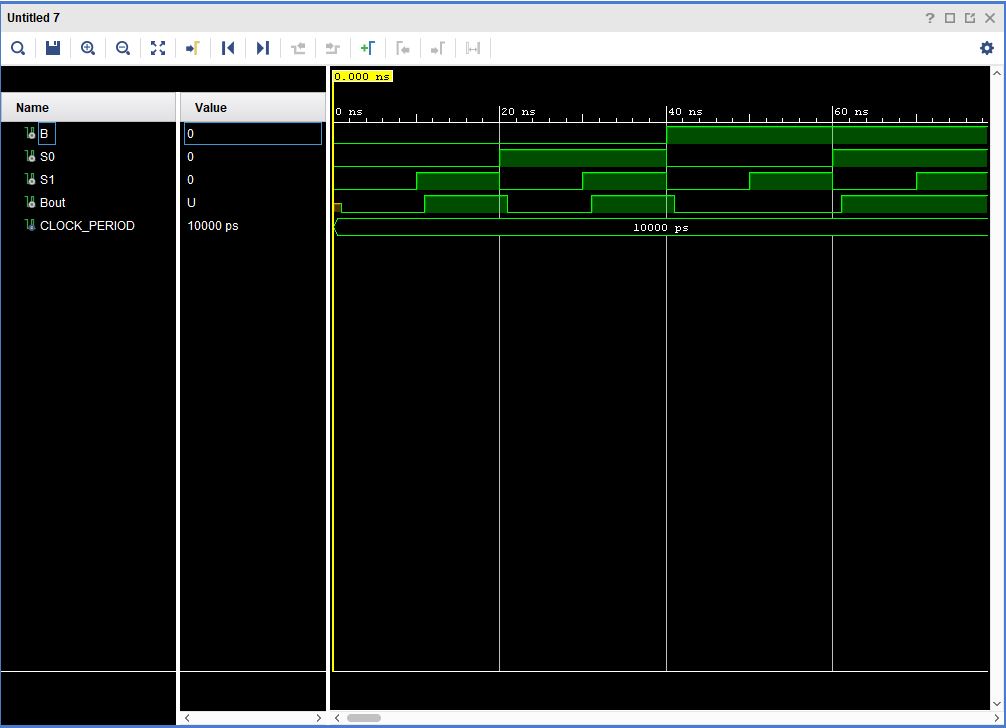 Untitled 7
?
0.000 ns
Name Value
0 ns 20 ns 40 ns 60 ns
B 0
S0 0
S1 0
Bout U
CLOCK_PERIOD 10000 ps 10000 ps